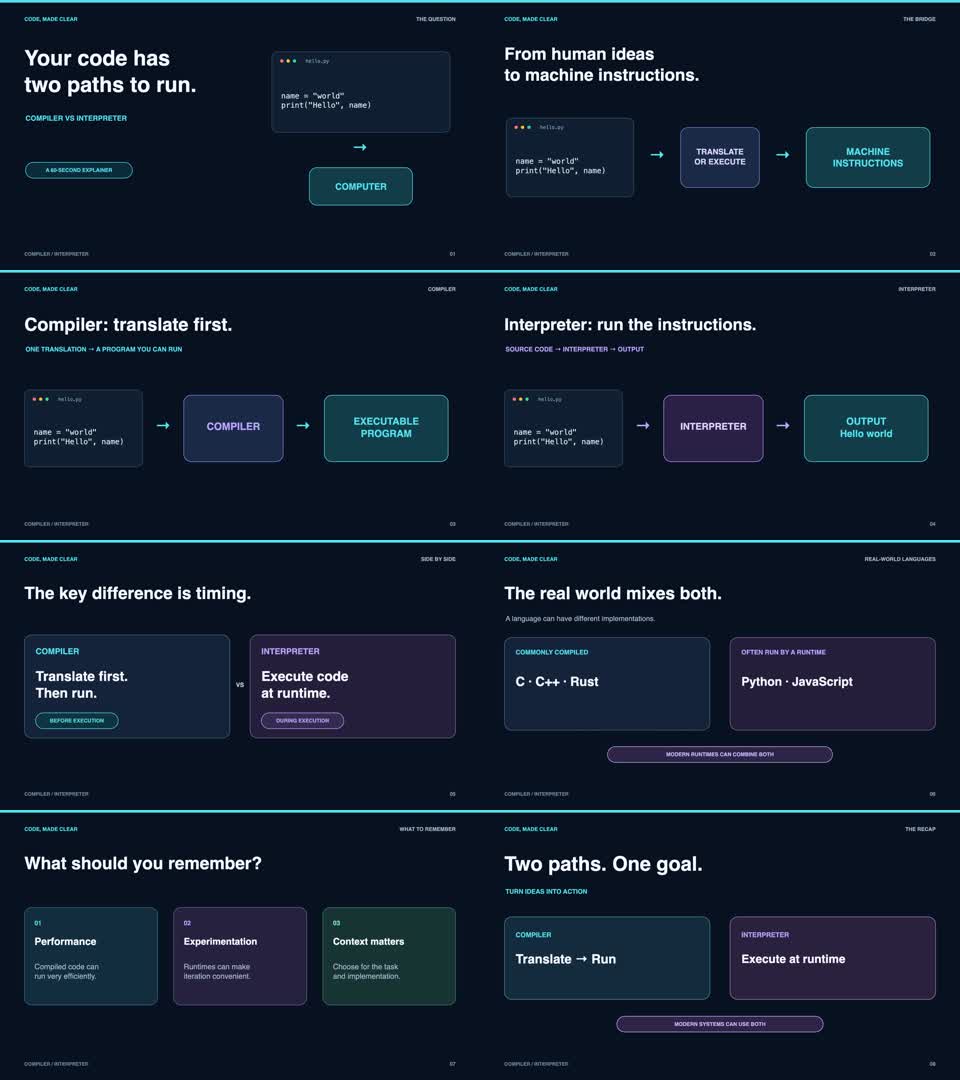 CODE, MADE CLEAR
THE QUESTION
Your code has
two paths to run.
COMPILER VS INTERPRETER
A 60-SECOND EXPLAINER
hello.py
name = "world"
print("Hello", name)
→
COMPUTER
COMPILER / INTERPRETER
01
CODE, MADE CLEAR
THE BRIDGE
From human ideas
to machine instructions.
hello.py
name = "world"
print("Hello", name)
→
TRANSLATE
OR EXECUTE
→
MACHINE
INSTRUCTIONS
COMPILER / INTERPRETER
02
CODE, MADE CLEAR
COMPILER
Compiler: translate first.
ONE TRANSLATION → A PROGRAM YOU CAN RUN
hello.py
name = "world"
print("Hello", name)
→
COMPILER
→
EXECUTABLE
PROGRAM
COMPILER / INTERPRETER
03
CODE, MADE CLEAR
INTERPRETER
Interpreter: run the instructions.
SOURCE CODE → INTERPRETER → OUTPUT
hello.py
name = "world"
print("Hello", name)
→
INTERPRETER
→
OUTPUT
Hello world
COMPILER / INTERPRETER
04
CODE, MADE CLEAR
SIDE BY SIDE
The key difference is timing.
COMPILER
Translate first.
Then run.
BEFORE EXECUTION
VS
INTERPRETER
Execute code
at runtime.
DURING EXECUTION
COMPILER / INTERPRETER
05
CODE, MADE CLEAR
REAL-WORLD LANGUAGES
The real world mixes both.
A language can have different implementations.
COMMONLY COMPILED
C · C++ · Rust
OFTEN RUN BY A RUNTIME
Python · JavaScript
MODERN RUNTIMES CAN COMBINE BOTH
COMPILER / INTERPRETER
06
CODE, MADE CLEAR
WHAT TO REMEMBER
What should you remember?
01
Performance
Compiled code can
run very efficiently.
02
Experimentation
Runtimes can make
iteration convenient.
03
Context matters
Choose for the task
and implementation.
COMPILER / INTERPRETER
07
CODE, MADE CLEAR
THE RECAP
Two paths. One goal.
TURN IDEAS INTO ACTION
COMPILER
Translate → Run
INTERPRETER
Execute at runtime
MODERN SYSTEMS CAN USE BOTH
COMPILER / INTERPRETER
08